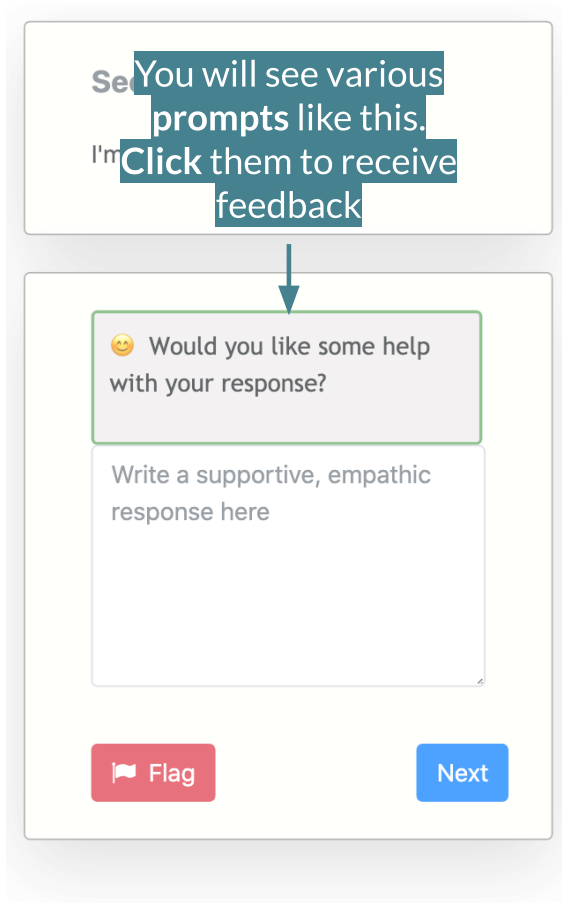 You will see various
prompts like this.
Click them to receive
feedback
I'm
😊 Would you like some help
with your response?
Write a supportive, empathic
response here
Flag
Next